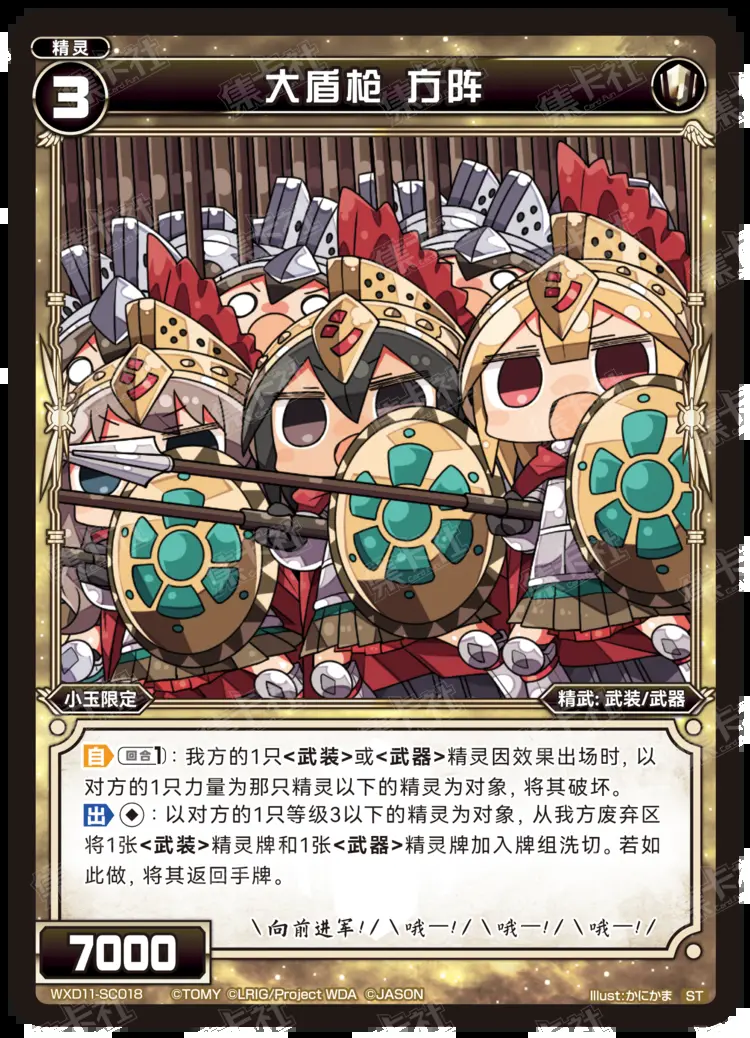 精灵
3
大盾枪 方阵
小玉限定
精武: 武装/武器
自 回合1: 我方的1只<武装>或<武器>精灵因效果出场时, 以
对方的1只力量为那只精灵以下的精灵为对象, 将其破坏。
出 : 以对方的1只等级3以下的精灵为对象, 从我方废弃区
将1张<武装>精灵牌和1张<武器>精灵牌加入牌组洗切。若如
此做, 将其返回手牌。
\向前进军!/\哦—!/\哦—!/\哦—!/
7000
WXD11-SC018 ©TOMY ©LRIG/Project WDA ©JASON Illust:かにかま ST
集卡社